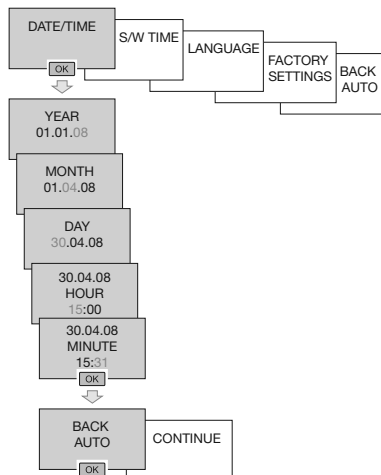 DATE/TIME
OK
S/W TIME
LANGUAGE
FACTORY
SETTINGS
BACK
AUTO
YEAR
01.01.08
MONTH
01.04.08
DAY
30.04.08
30.04.08
HOUR
15:00
30.04.08
MINUTE
15:31
OK
BACK
AUTO
OK
CONTINUE